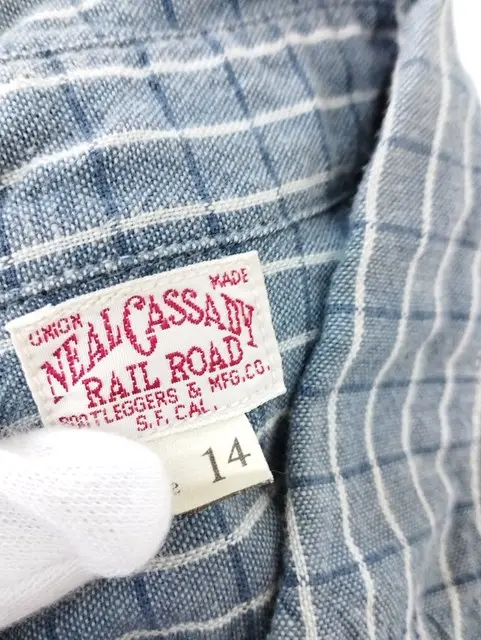 UNION MADE
NEAL CASSADY
RAIL ROAD
BOOTLEGGERS & MFG.CO.
S.F. CAL.
14